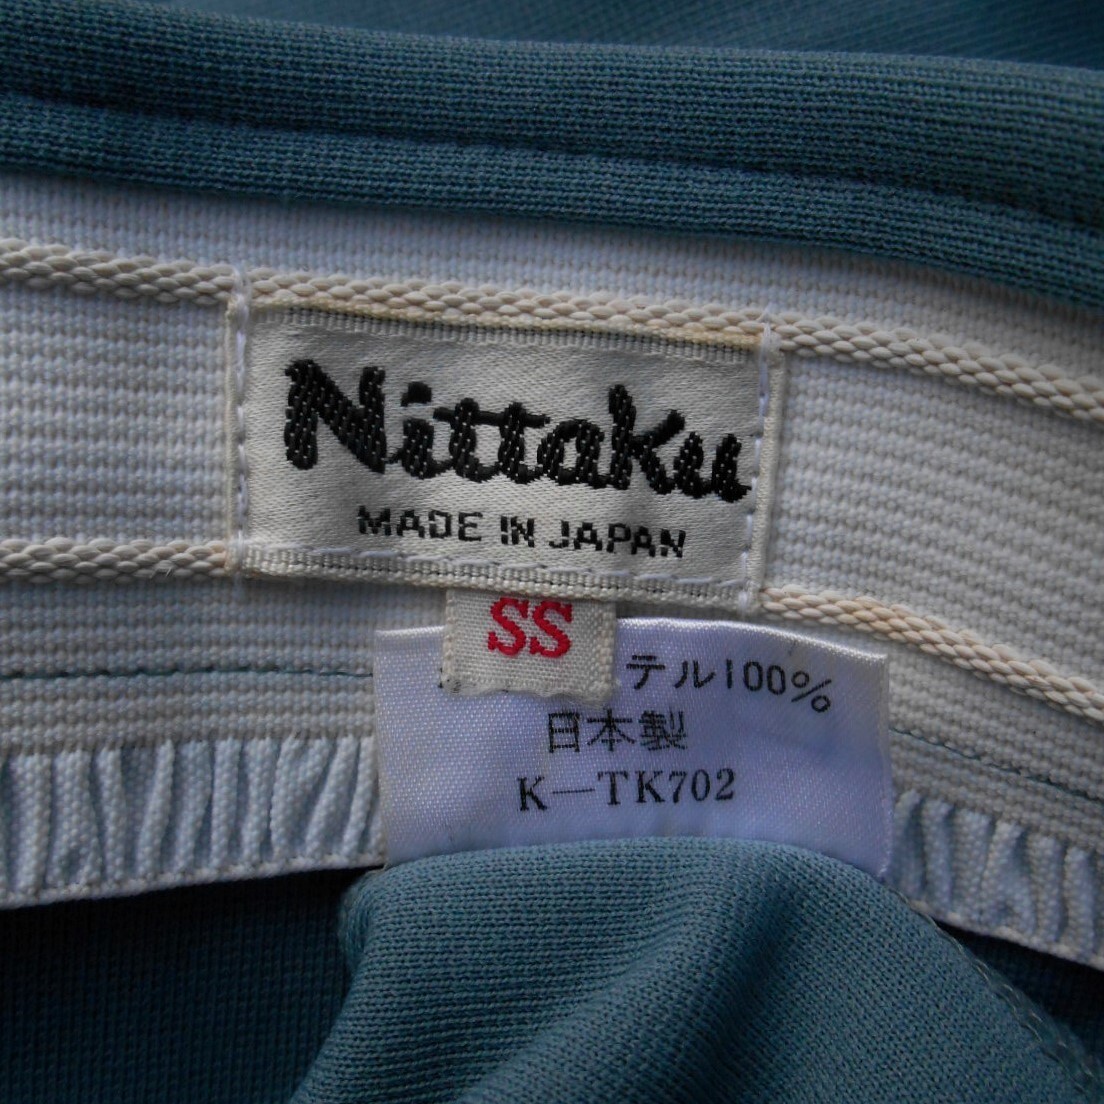 Nittaku
MADE IN JAPAN
SS
テル100%
日本製
K—TK702